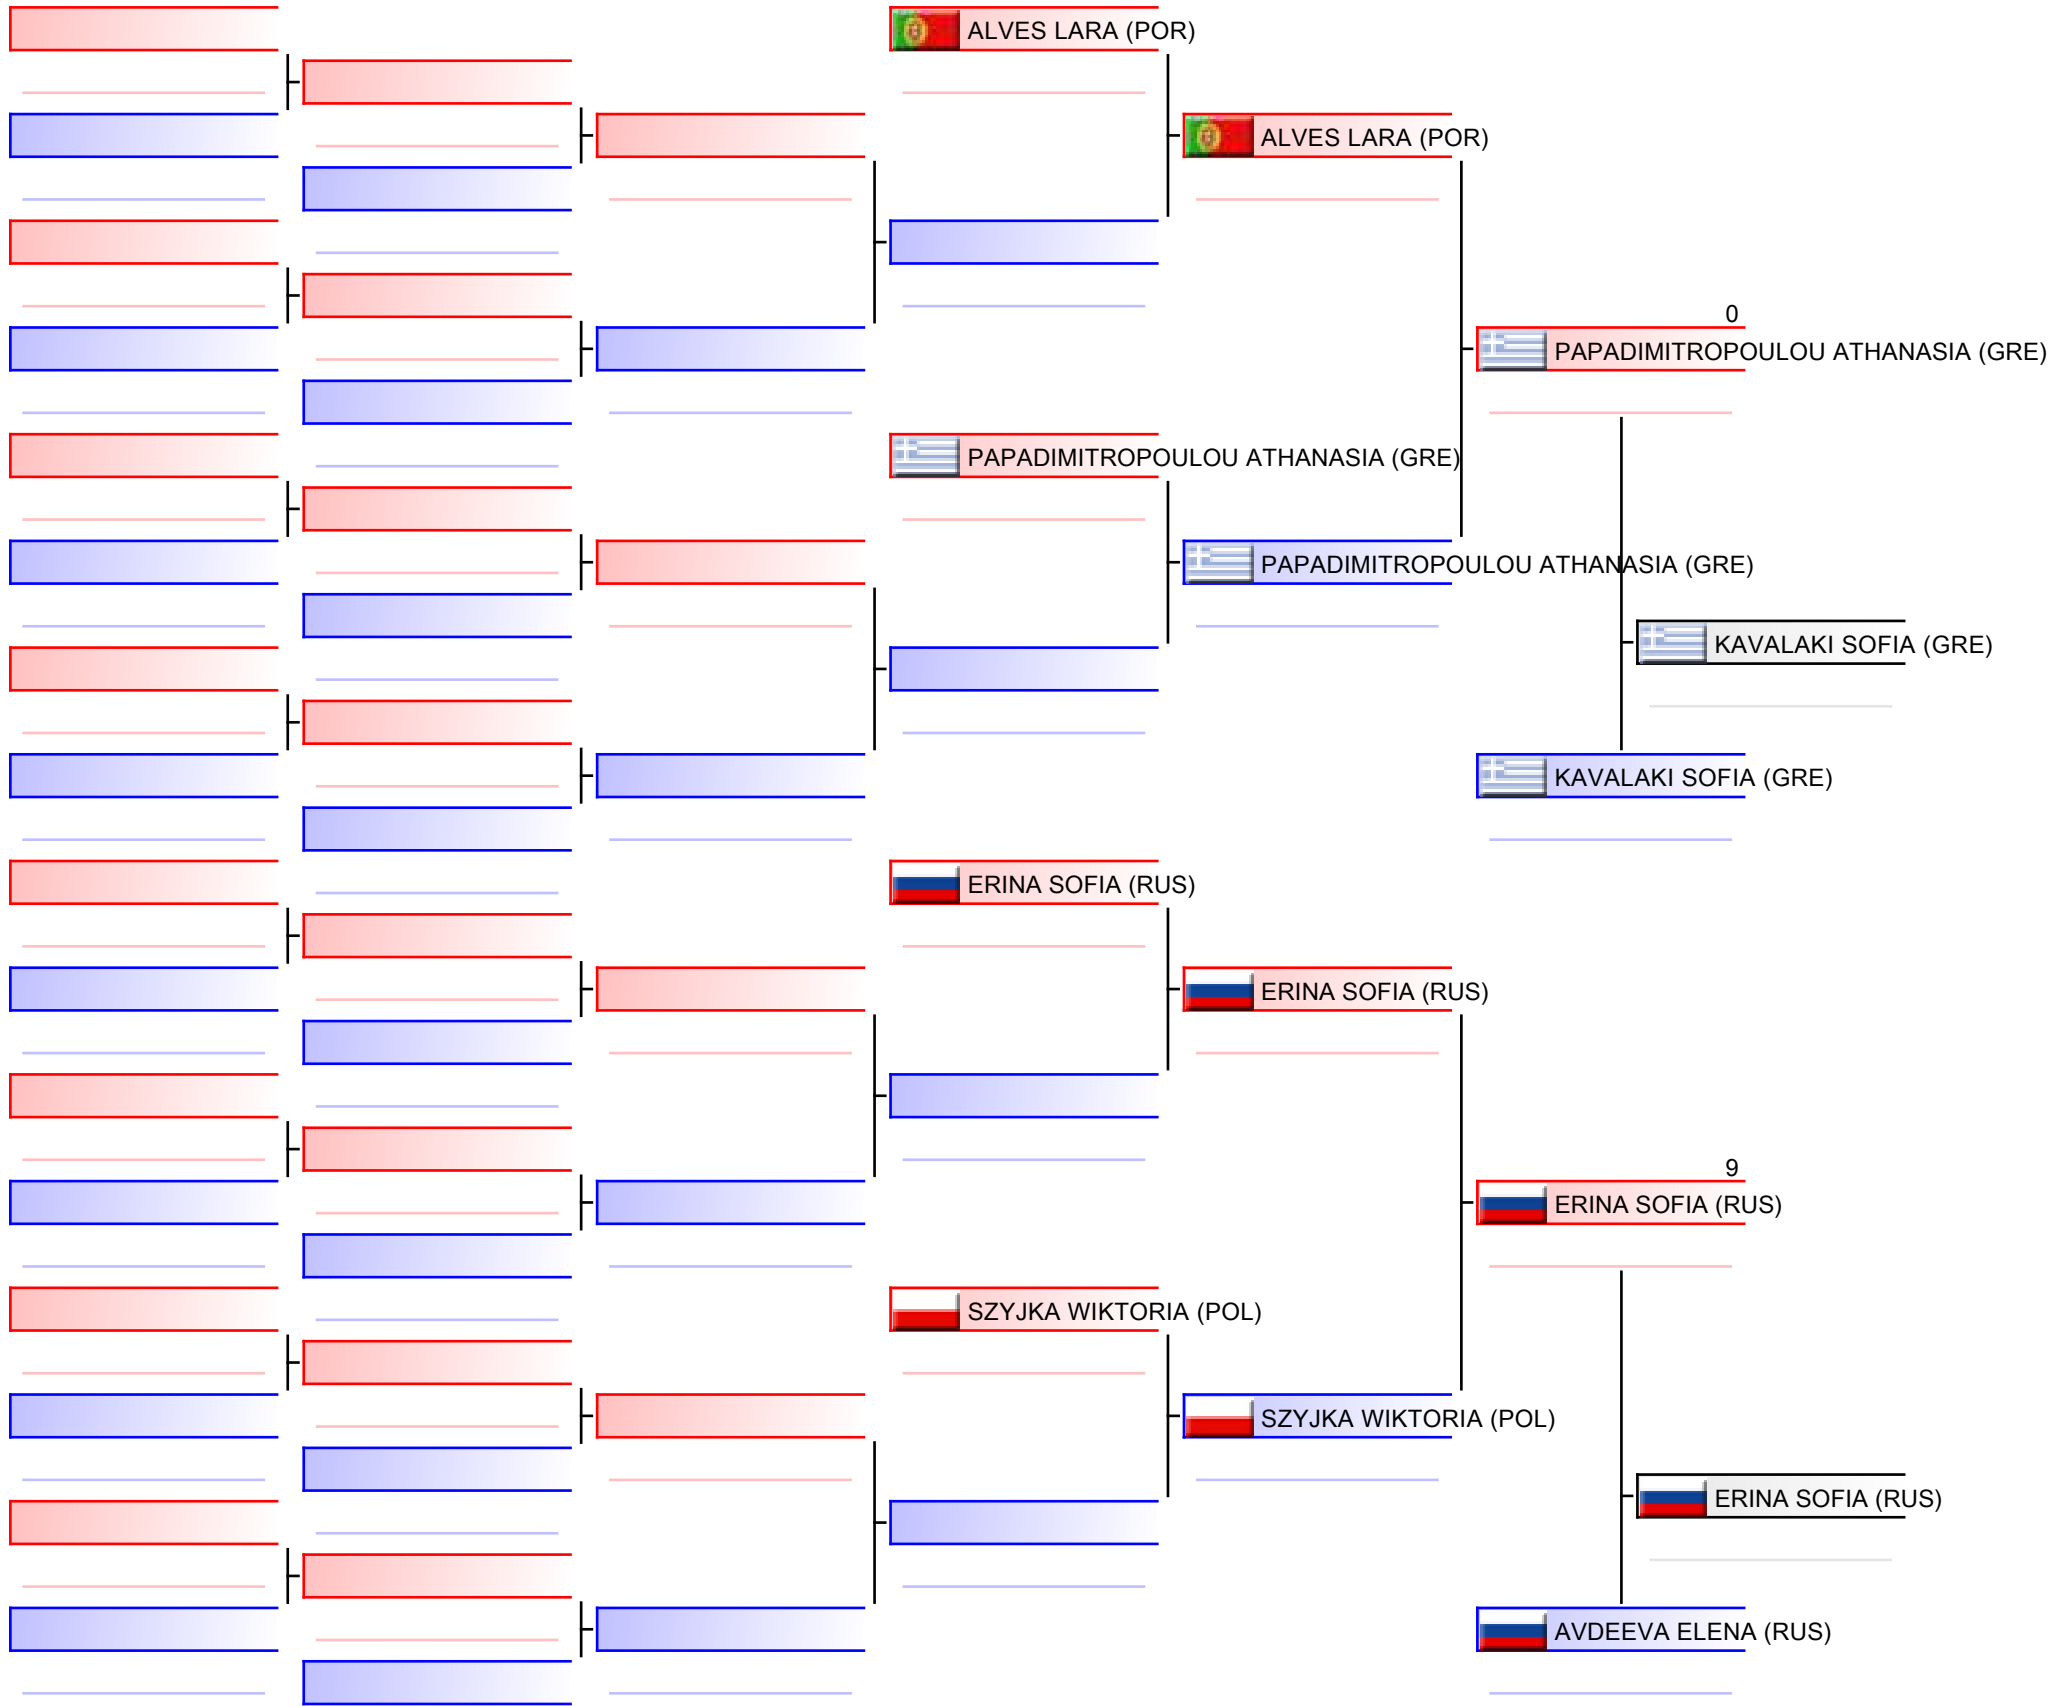 ALVES LARA (POR)
ALVES LARA (POR)
0
PAPADIMITROPOULOU ATHANASIA (GRE)
PAPADIMITROPOULOU ATHANASIA (GRE)
PAPADIMITROPOULOU ATHANASIA (GRE)
KAVALAKI SOFIA (GRE)
KAVALAKI SOFIA (GRE)
ERINA SOFIA (RUS)
ERINA SOFIA (RUS)
9
ERINA SOFIA (RUS)
SZYJKA WIKTORIA (POL)
SZYJKA WIKTORIA (POL)
ERINA SOFIA (RUS)
AVDEEVA ELENA (RUS)